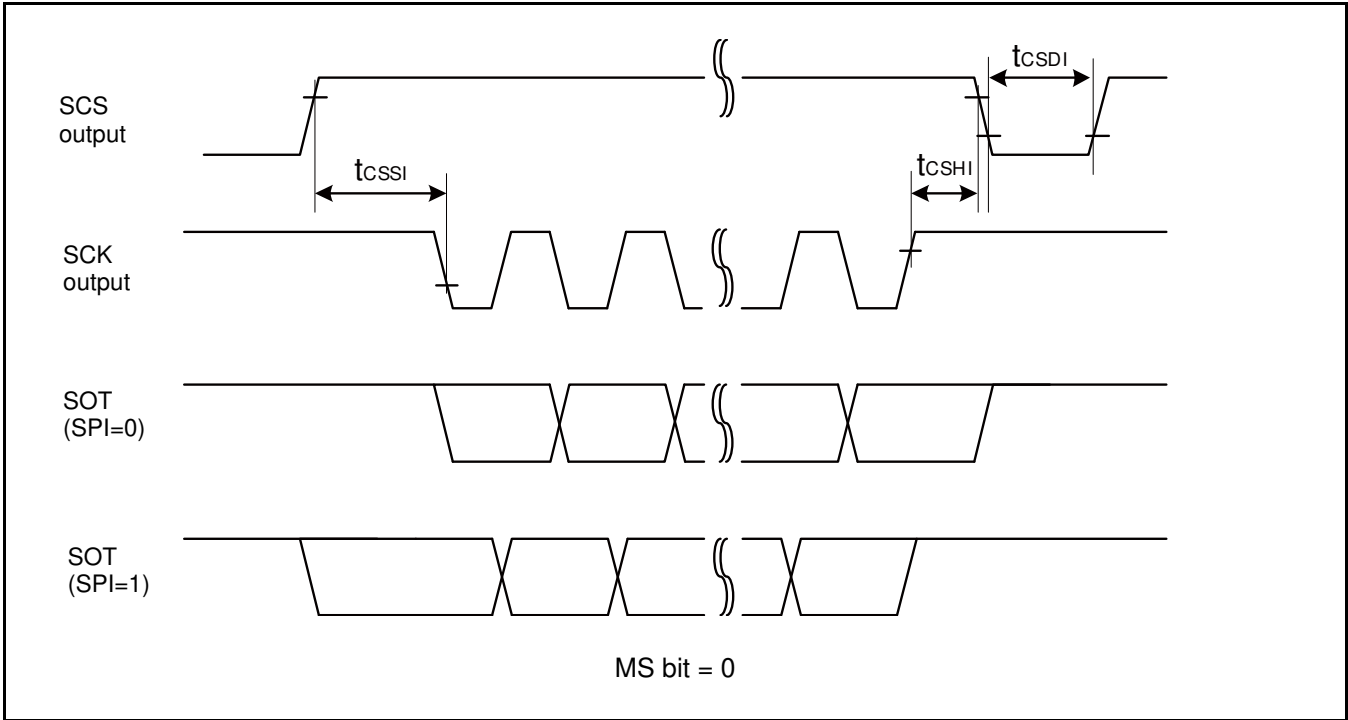 tCSDI
SCS
output
tCSSI
tCSHI
SCK
output
SOT
(SPI=0)
SOT
(SPI=1)
MS bit = 0